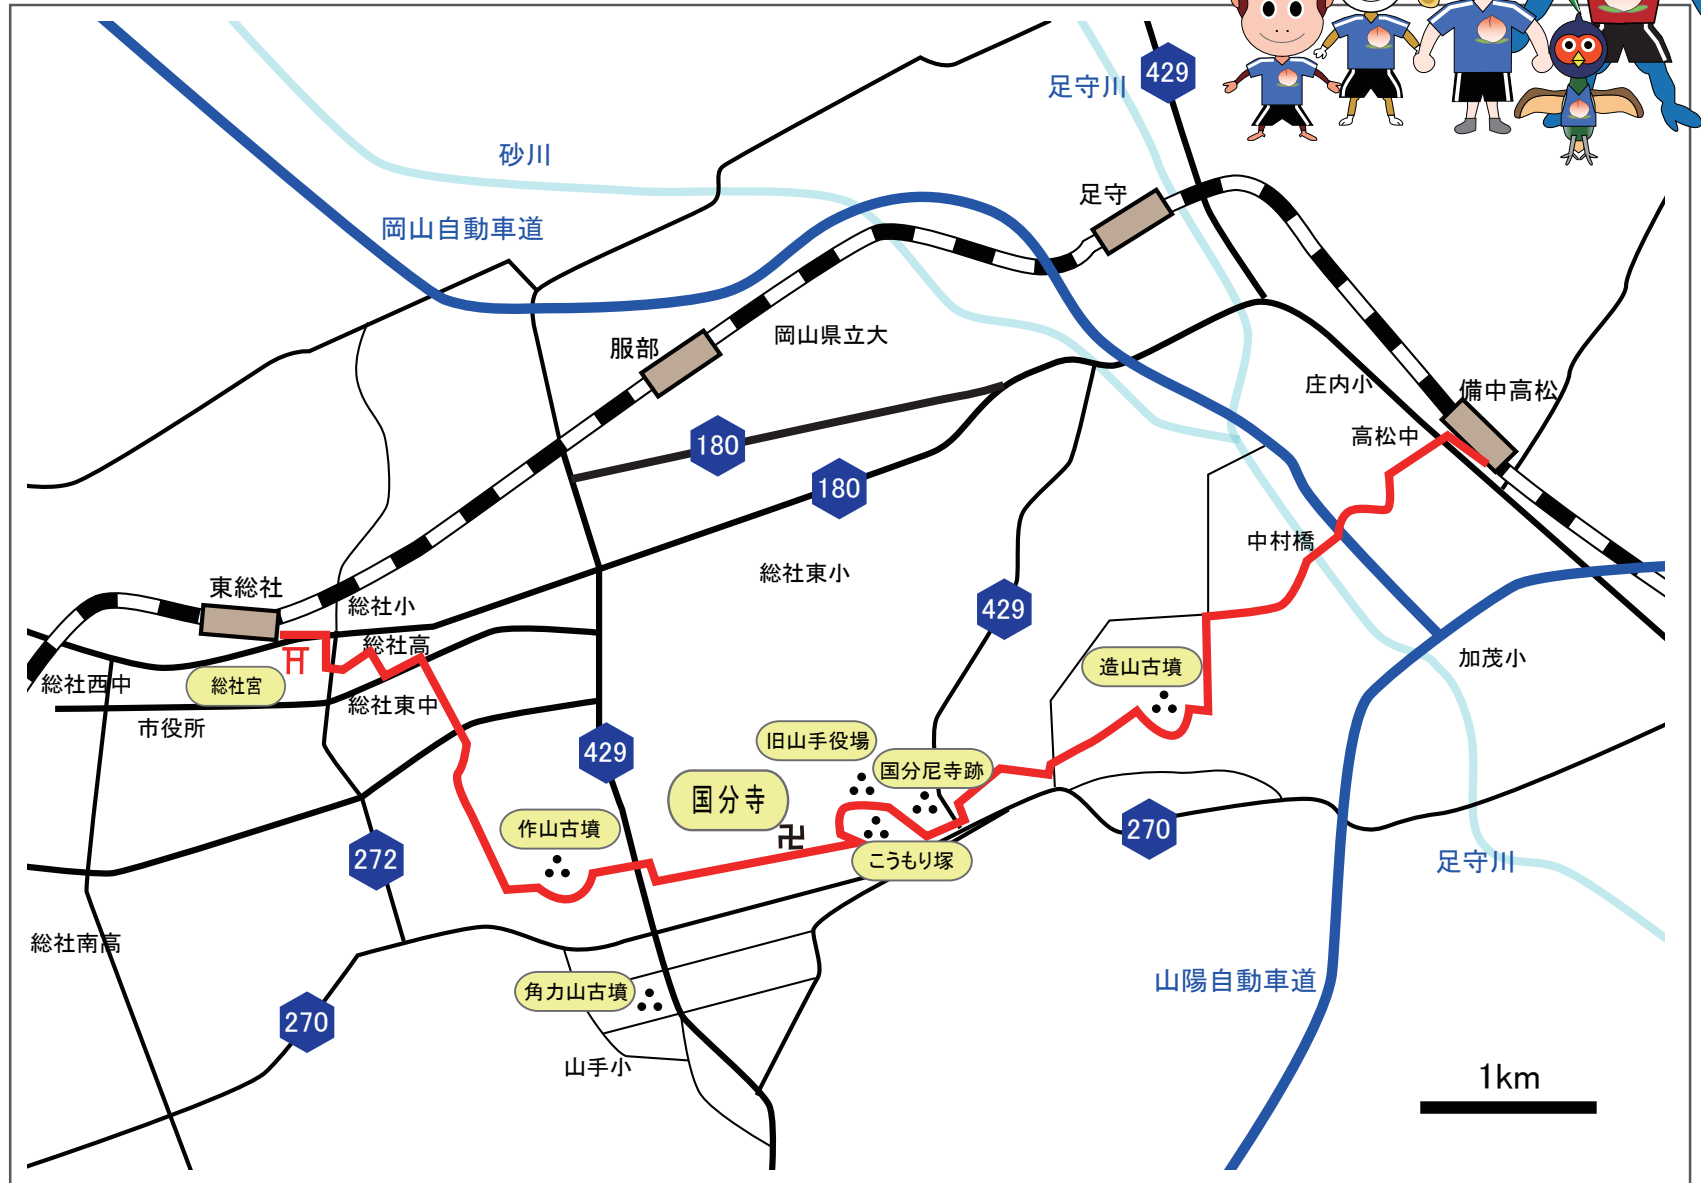 足守川
429
砂川
足守
岡山自動車道
岡山県立大
服部
庄内小
備中高松
高松中
180
180
中村橋
総社東小
東総社
総社小
429
総社高
加茂小
造山古墳
総社西中
総社宮
総社東中
市役所
旧山手役場
429
国分尼寺跡
国分寺
卍
作山古墳
270
272
こうもり塚
足守川
総社南高
山陽自動車道
角力山古墳
270
山手小
1km